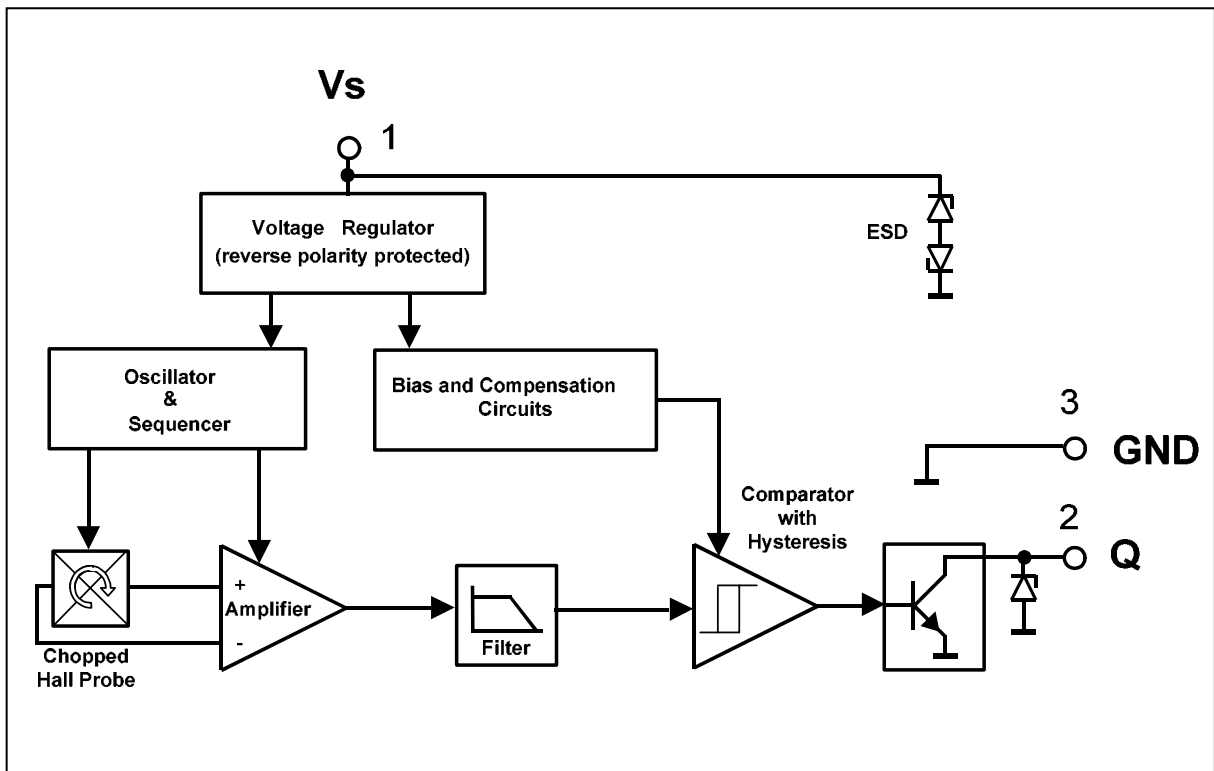 Vs
1
Voltage Regulator
(reverse polarity protected)
ESD
Oscillator
&
Sequencer
Bias and Compensation
Circuits
3
GND
Comparator
with
Hysteresis
2
Q
+
Amplifier
-
Filter
Chopped
Hall Probe